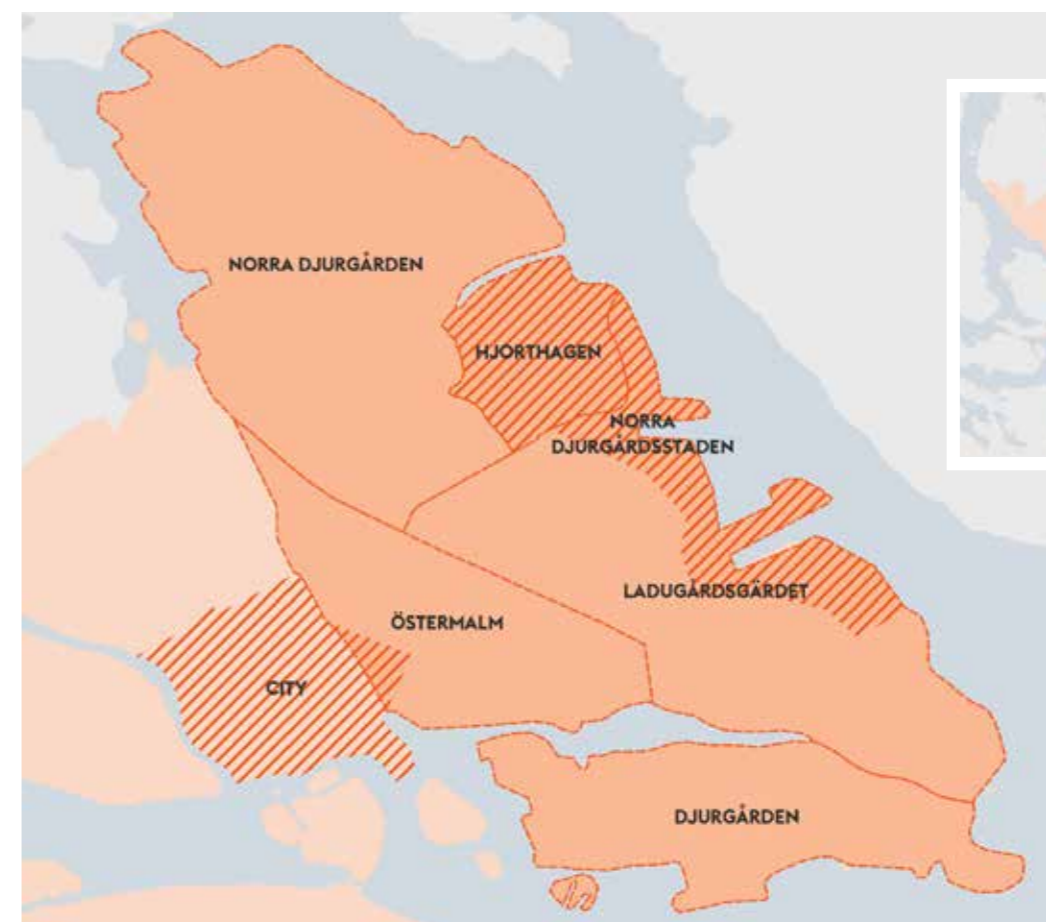 NORRA DJURGÅRDEN
HJORTHAGEN
NORRA
DJURGÅRDSSTADEN
LADUGÅRDSGÄRDET
ÖSTERMALM
CITY
DJURGÅRDEN